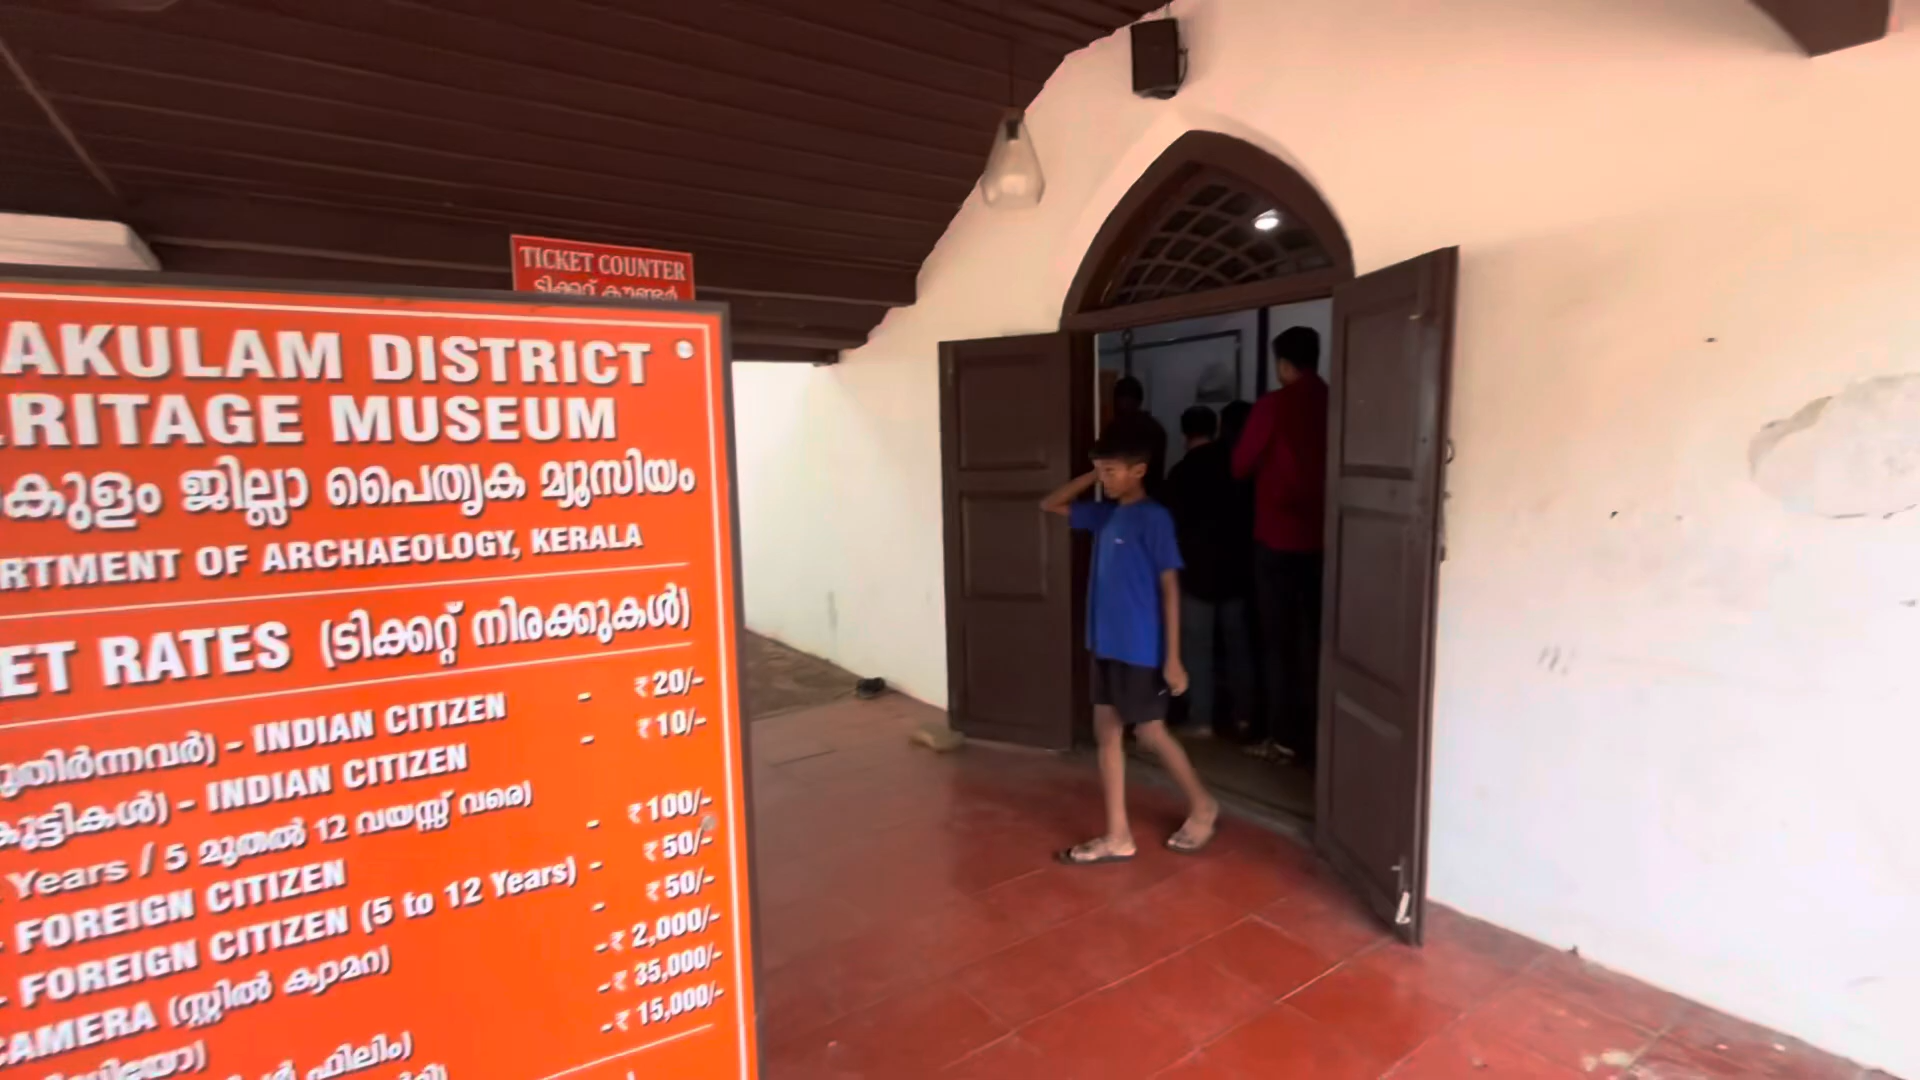 TICKET COUNTER
ടിക്കറ്റ് കൗണ്ടർ
AKULAM DISTRICT
RITAGE MUSEUM
കുളം ജില്ലാ പൈതൃക മ്യൂസിയം
RTMENT OF ARCHAEOLOGY, KERALA
ET RATES (ടിക്കറ്റ് നിരക്കുകൾ)
ുതിർന്നവർ) - INDIAN CITIZEN - ₹ 20/-
കുട്ടികൾ) - INDIAN CITIZEN - ₹ 10/-
Years / 5 മുതൽ 12 വയസ്സ് വരെ)
- FOREIGN CITIZEN - ₹ 100/-
- FOREIGN CITIZEN (5 to 12 Years) - ₹ 50/-
CAMERA (സ്റ്റിൽ ക്യാമറ) - ₹ 50/-
- ₹ 2,000/-
ഫിലിം) - ₹ 35,000/-
- ₹ 15,000/-